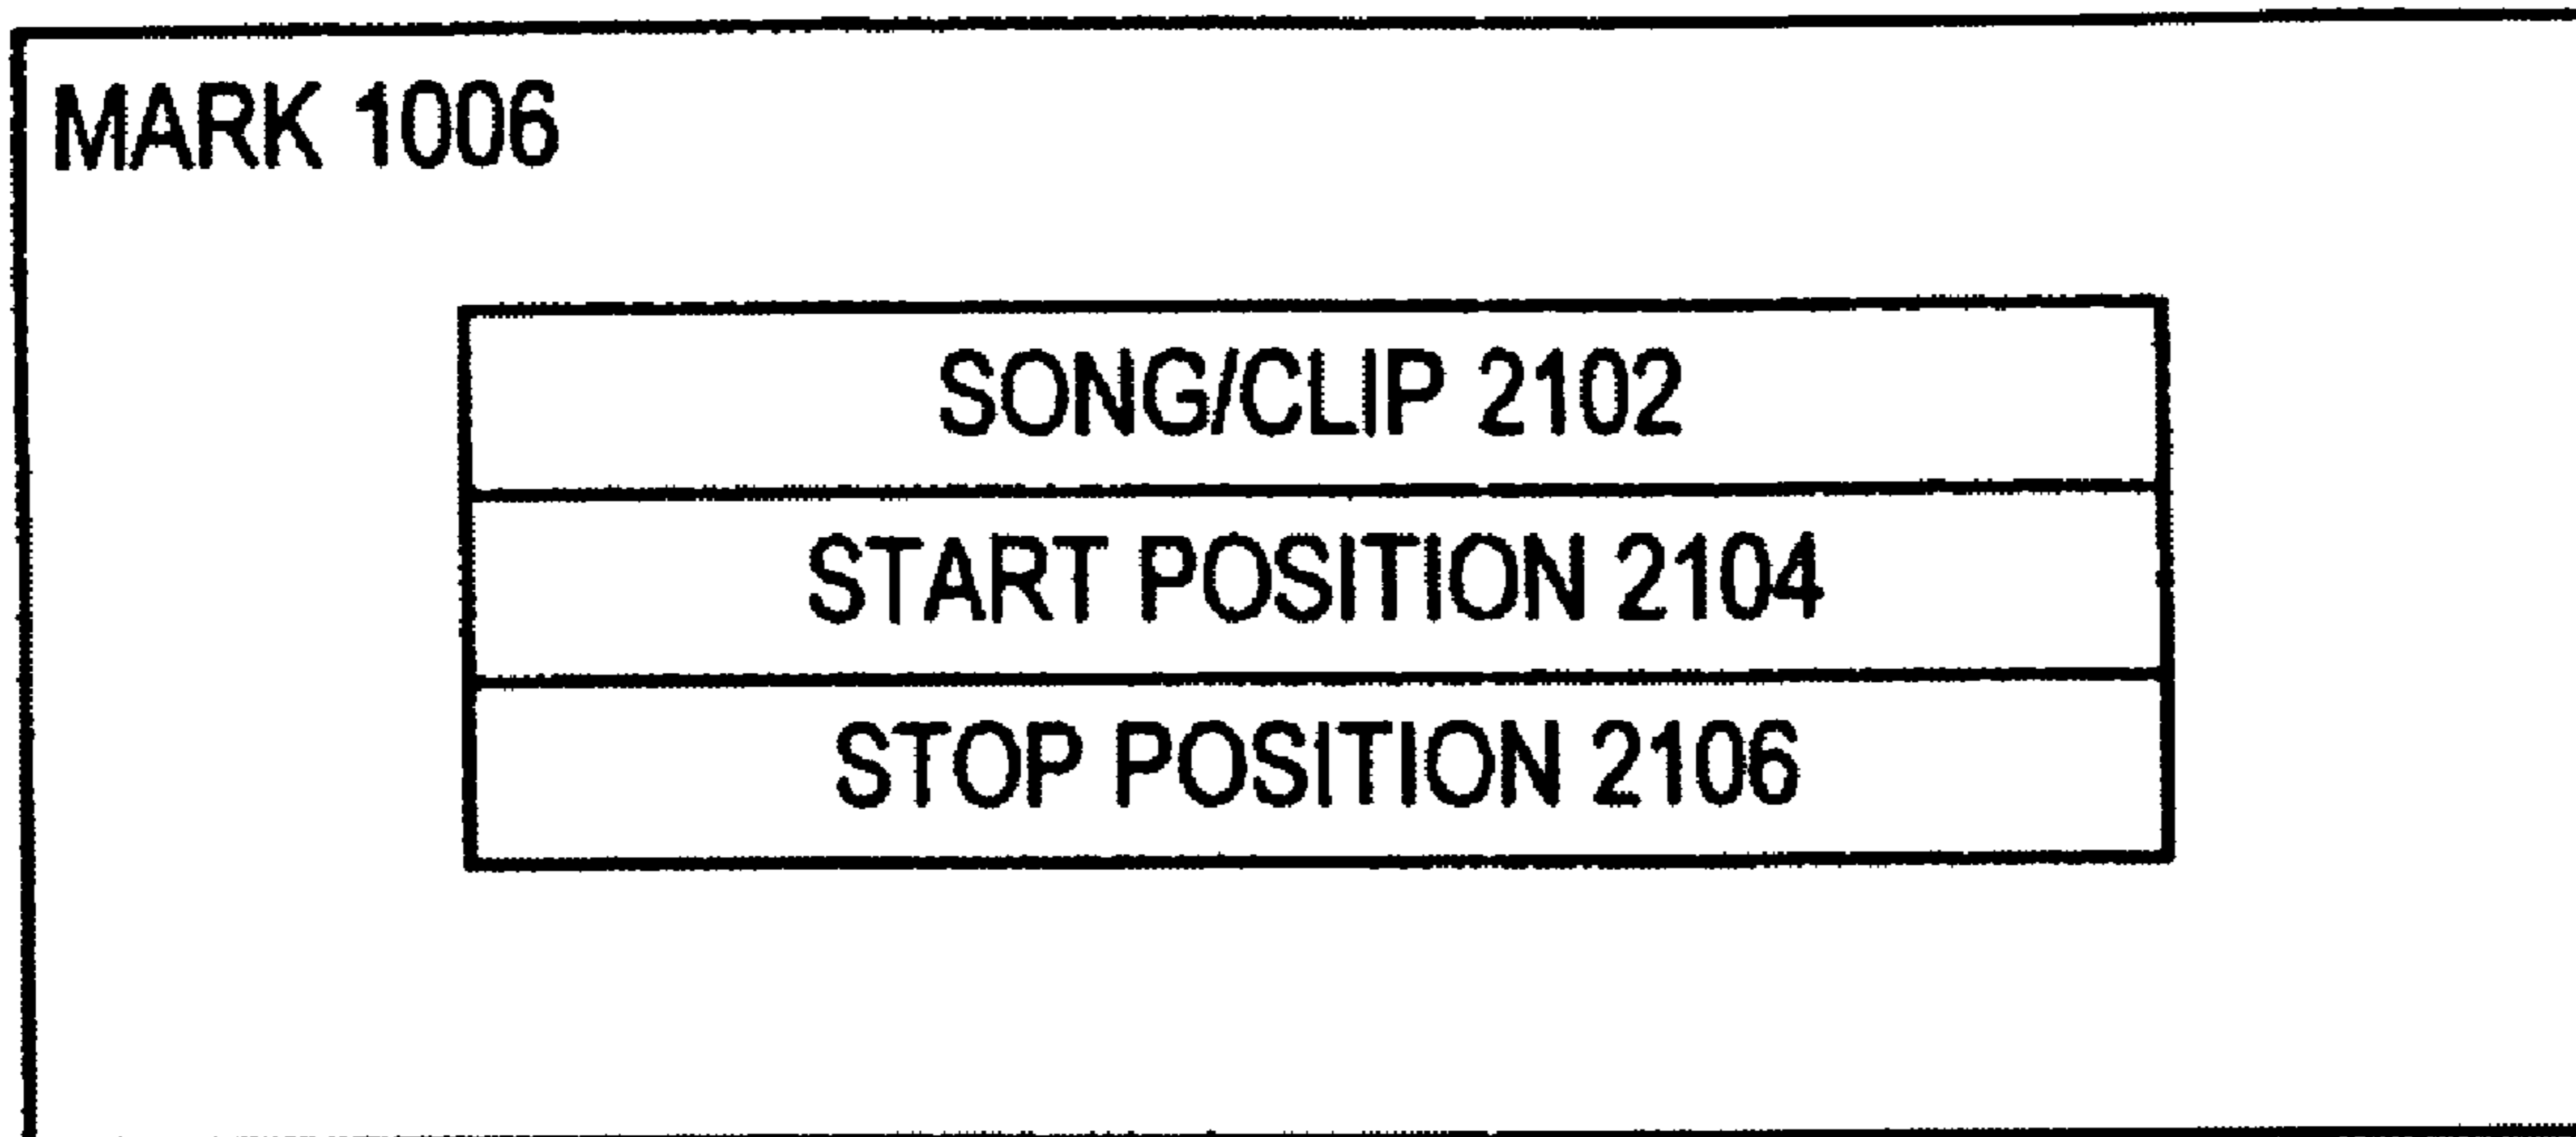 MARK 1006
SONG/CLIP 2102
START POSITION 2104
STOP POSITION 2106